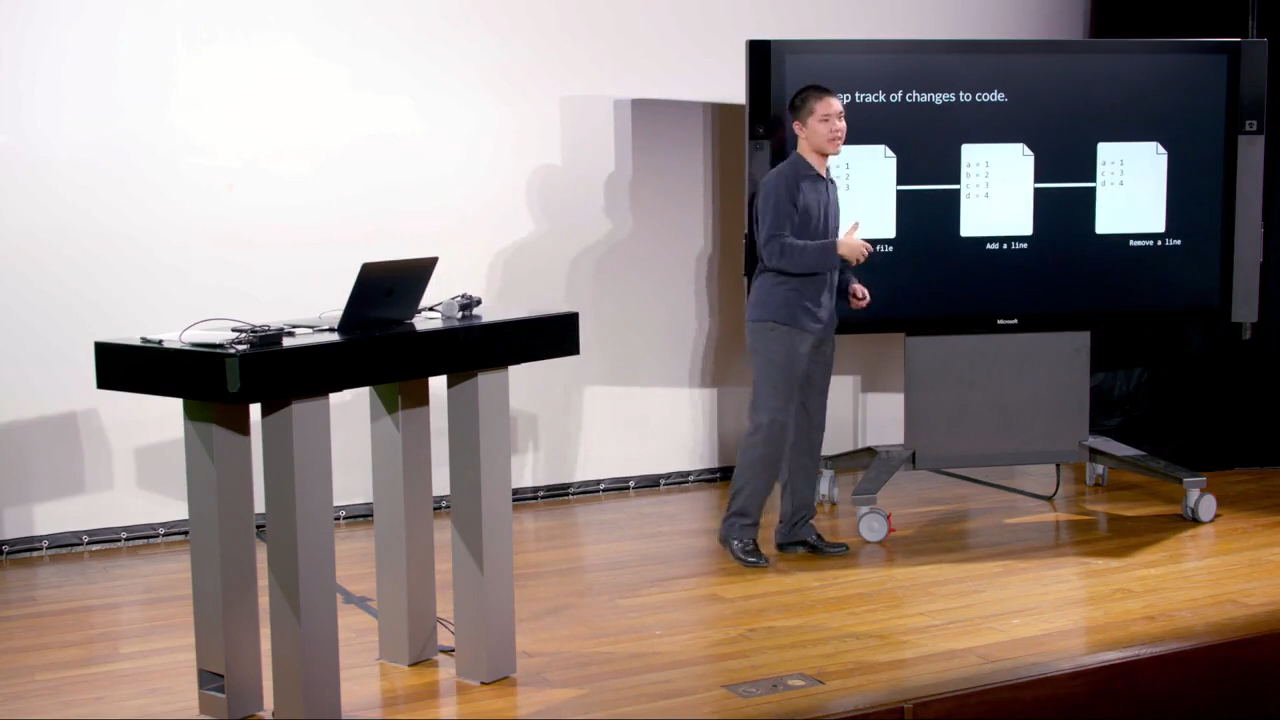 ep track of changes to code.
= 1
= 2
3
file
a = 1
b = 2
c = 3
d = 4
Add a line
a = 1
c = 3
d = 4
Remove a line
Microsoft